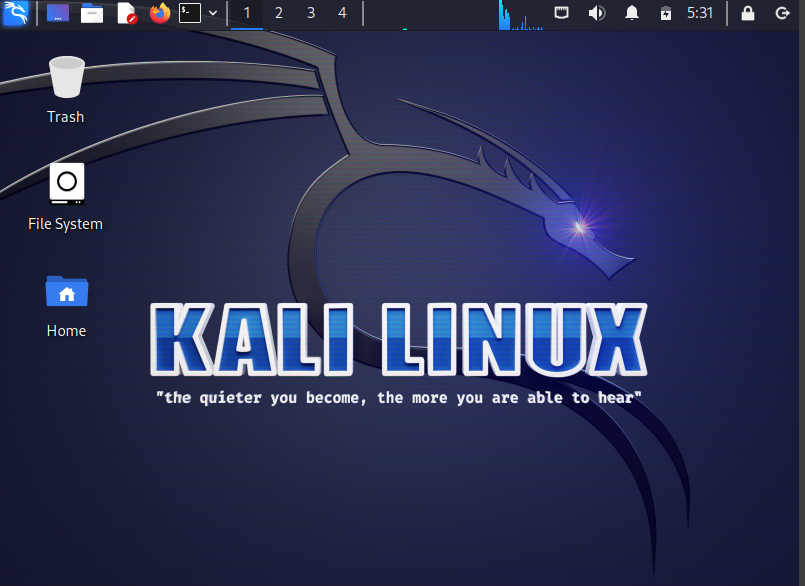 1 2 3 4 5:31
Trash
File System
Home
KALI LINUX
"the quieter you become, the more you are able to hear"